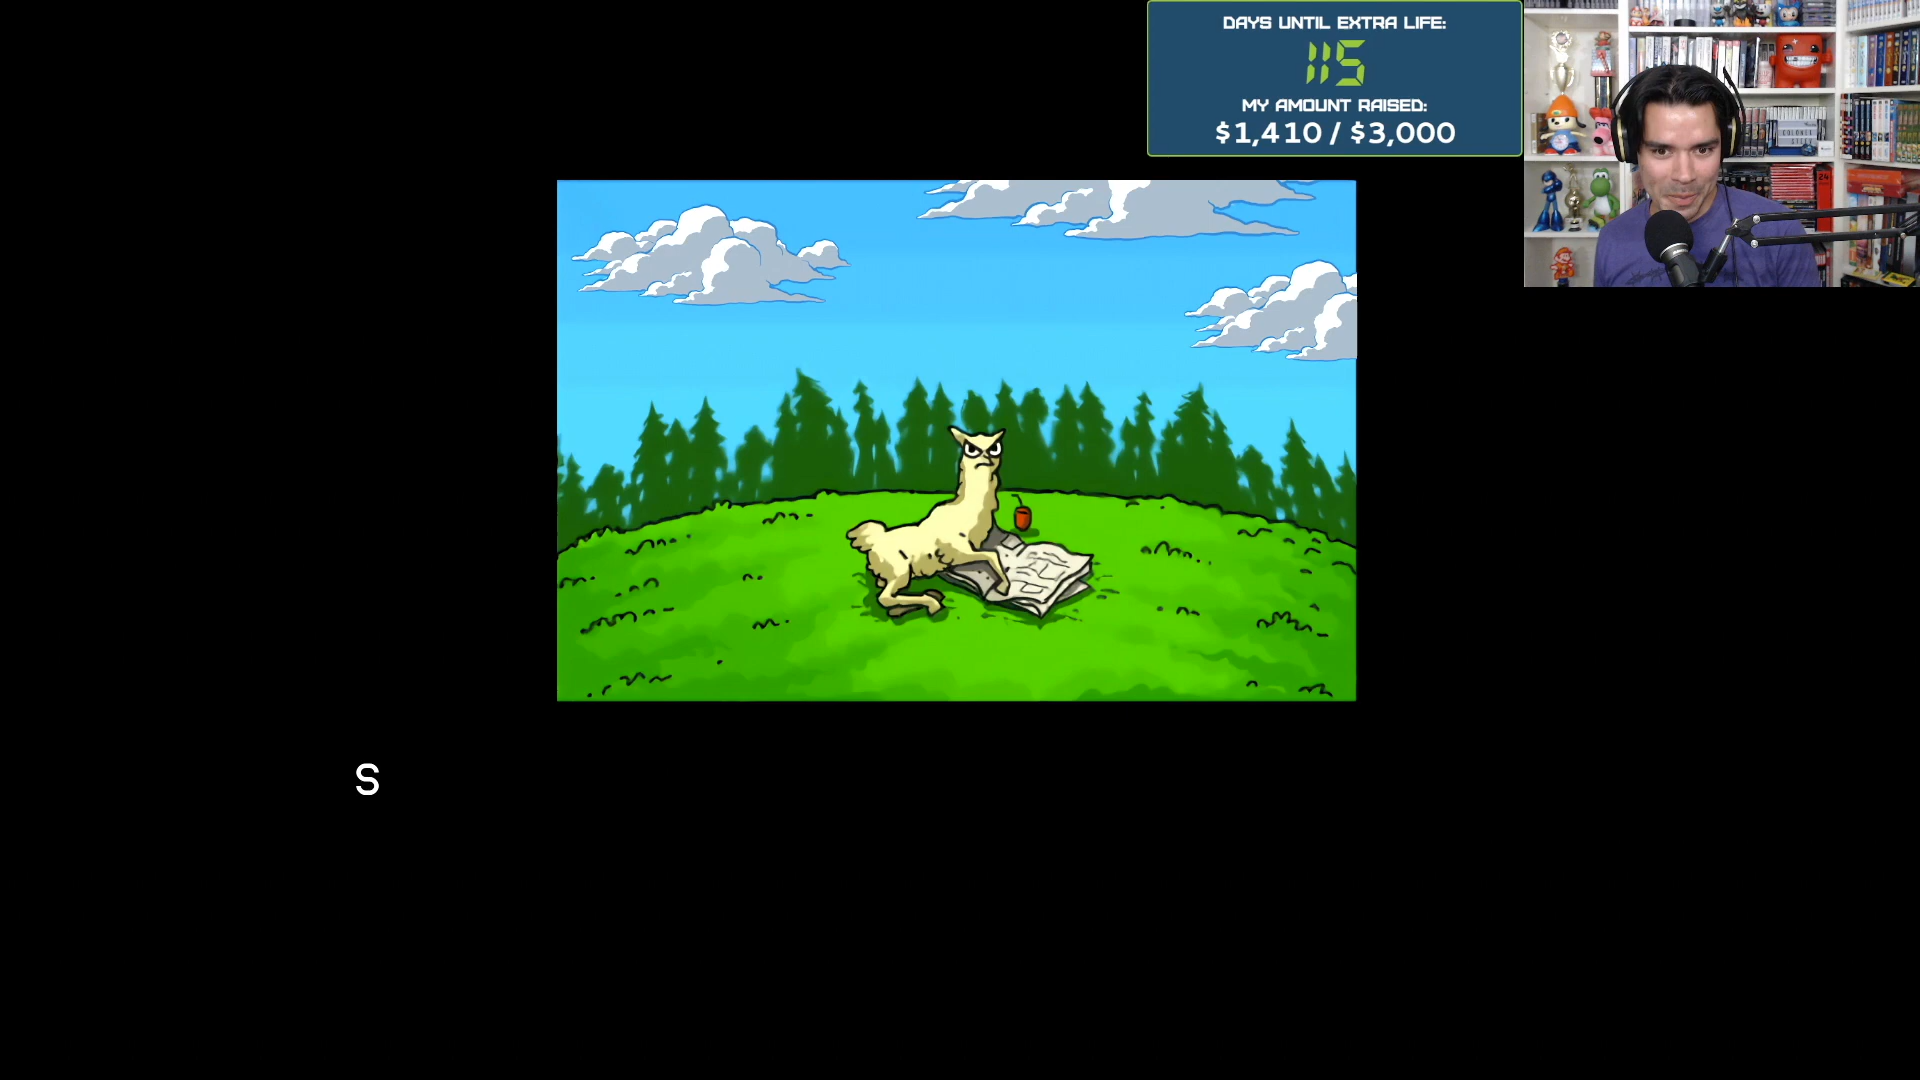 DAYS UNTIL EXTRA LIFE:
115
MY AMOUNT RAISED:
$1,410 / $3,000
S